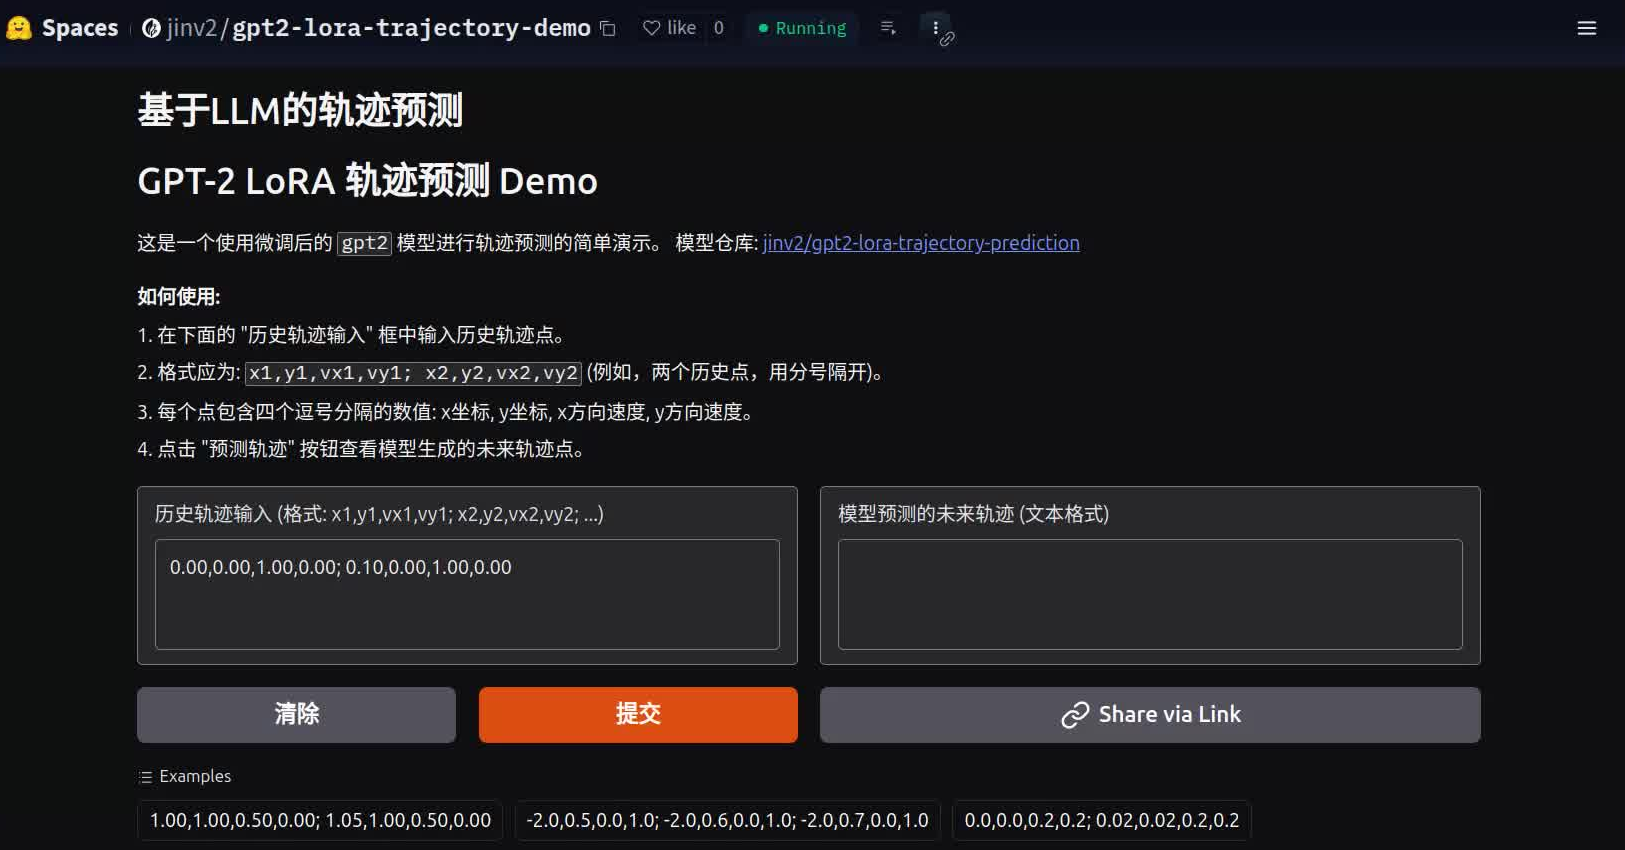 Spaces jinv2/gpt2-lora-trajectory-demo like 0 Running
基于LLM的轨迹预测
GPT-2 LoRA 轨迹预测 Demo
这是一个使用微调后的 gpt2 模型进行轨迹预测的简单演示。 模型仓库: jinv2/gpt2-lora-trajectory-prediction
如何使用:
1. 在下面的 "历史轨迹输入" 框中输入历史轨迹点。
2. 格式应为: x1,y1,vx1,vy1; x2,y2,vx2,vy2 (例如，两个历史点，用分号隔开)。
3. 每个点包含四个逗号分隔的数值: x坐标, y坐标, x方向速度, y方向速度。
4. 点击 "预测轨迹" 按钮查看模型生成的未来轨迹点。
历史轨迹输入 (格式: x1,y1,vx1,vy1; x2,y2,vx2,vy2; ...)
0.00,0.00,1.00,0.00; 0.10,0.00,1.00,0.00
模型预测的未来轨迹 (文本格式)
清除 提交 Share via Link
Examples
1.00,1.00,0.50,0.00; 1.05,1.00,0.50,0.00 -2.0,0.5,0.0,1.0; -2.0,0.6,0.0,1.0; -2.0,0.7,0.0,1.0 0.0,0.0,0.2,0.2; 0.02,0.02,0.2,0.2